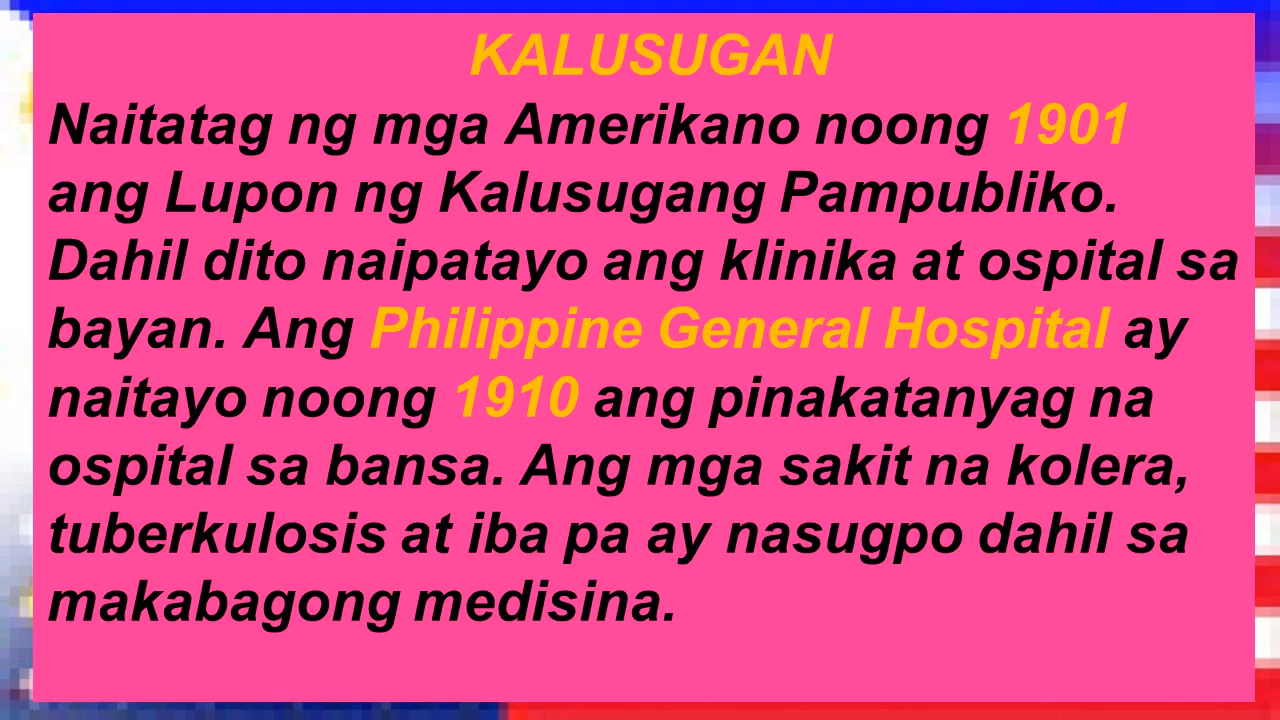 KALUSUGAN
Naitatag ng mga Amerikano noong 1901
ang Lupon ng Kalusugang Pampubliko.
Dahil dito naipatayo ang klinika at ospital sa
bayan. Ang Philippine General Hospital ay
naitayo noong 1910 ang pinakatanyag na
ospital sa bansa. Ang mga sakit na kolera,
tuberkulosis at iba pa ay nasugpo dahil sa
makabagong medisina.